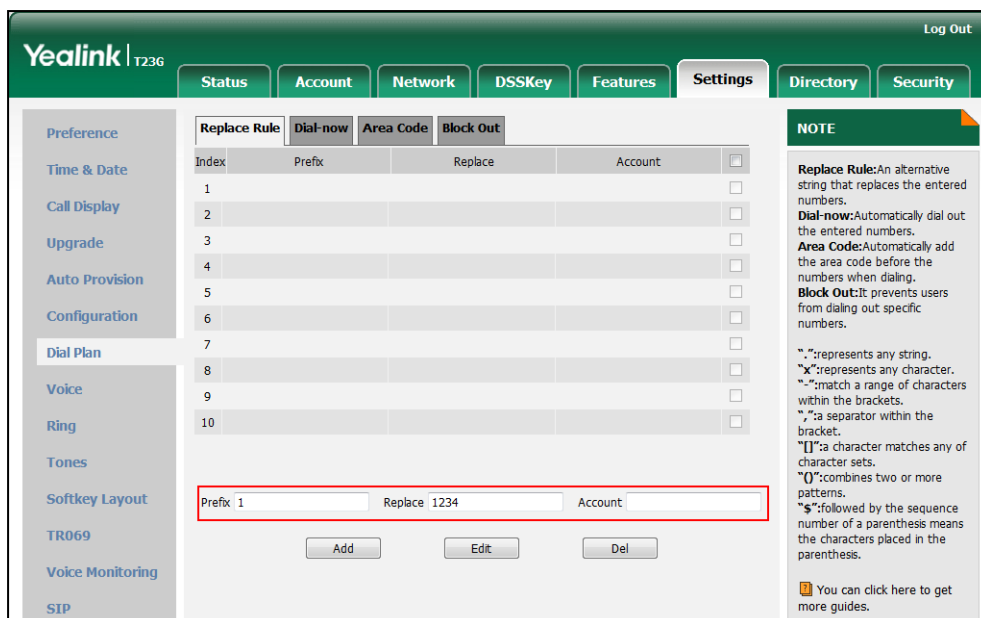 Log Out
Yealink | T23G
Status Account Network DSSKey Features Settings Directory Security
Preference
Time & Date
Call Display
Upgrade
Auto Provision
Configuration
Dial Plan
Voice
Ring
Tones
Softkey Layout
TR069
Voice Monitoring
SIP
Replace Rule Dial-now Area Code Block Out
Index Prefix Replace Account
1
2
3
4
5
6
7
8
9
10
Prefix 1 Replace 1234 Account
Add Edit Del
NOTE
Replace Rule:An alternative
string that replaces the entered
numbers.
Dial-now:Automatically dial out
the entered numbers.
Area Code:Automatically add
the area code before the
numbers when dialing.
Block Out:It prevents users
from dialing out specific
numbers.
".":represents any string.
"x":represents any character.
"-":match a range of characters
within the brackets.
",":a separator within the
bracket.
"[]":a character matches any of
character sets.
"()":combines two or more
patterns.
"$":followed by the sequence
number of a parenthesis means
the characters placed in the
parenthesis.
You can click here to get
more guides.